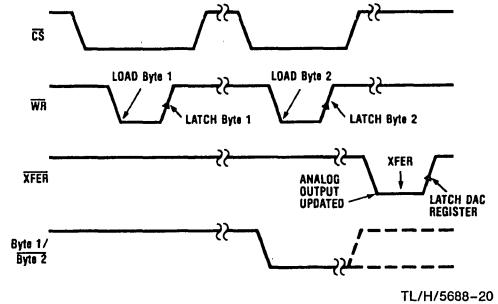 CS
LOAD Byte 1
LOAD Byte 2
WR
LATCH Byte 1
LATCH Byte 2
XFER
XFER
ANALOG
OUTPUT
UPDATED
LATCH DAC
REGISTER
Byte 1/
Byte 2
TL/H/5688-20